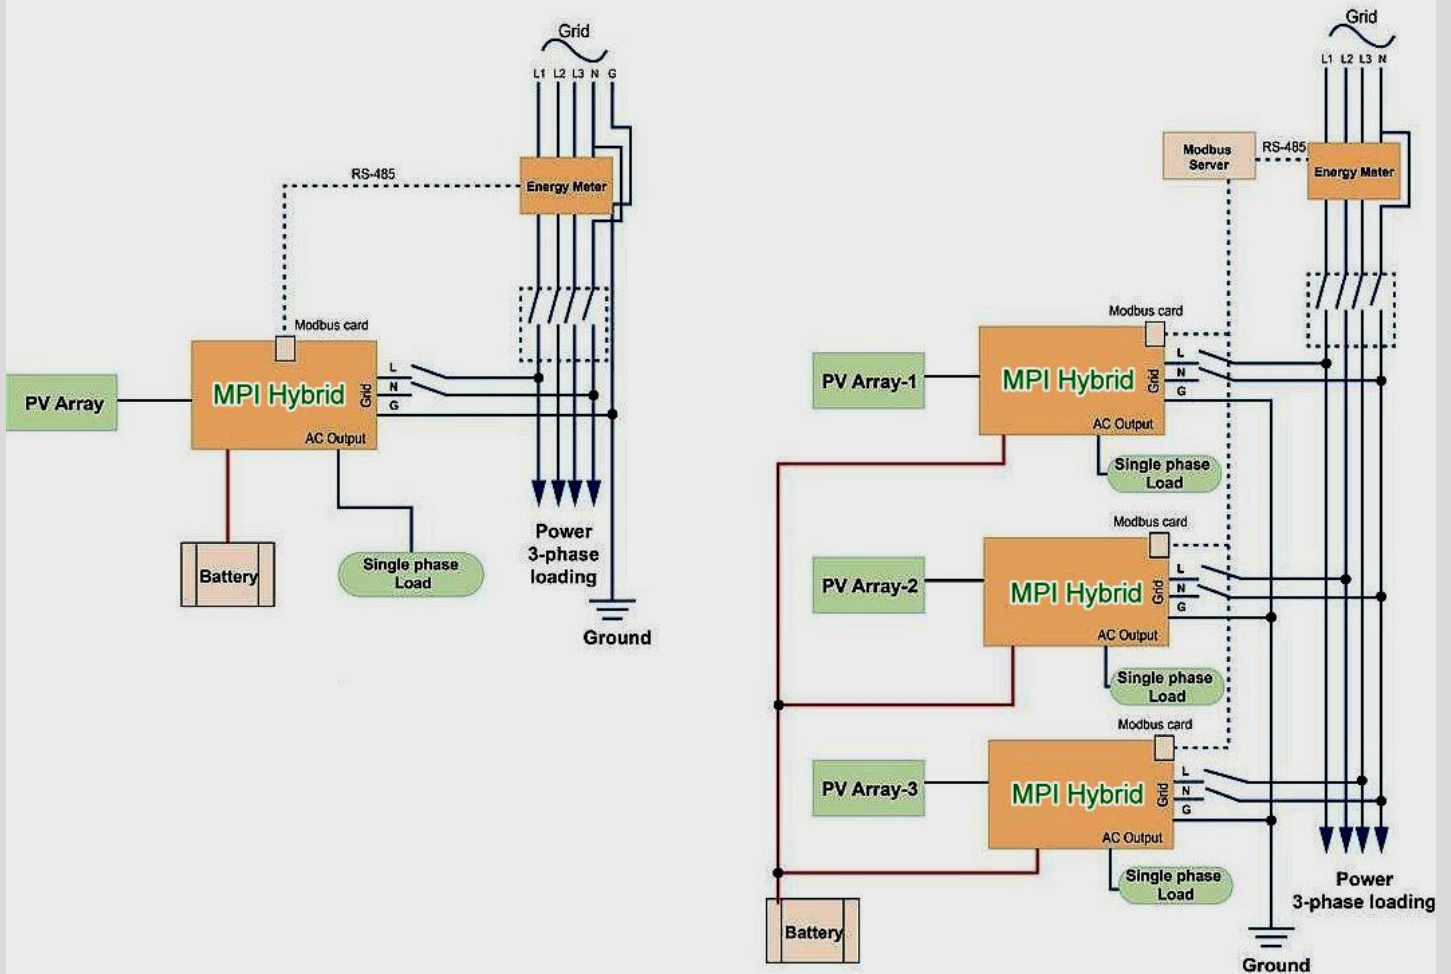 Grid
L1 L2 L3 N G
Energy Meter
RS-485
Modbus card
MPI Hybrid
L
N
G
Grid
AC Output
PV Array
Battery
Single phase
Load
Power
3-phase
loading
Ground
Grid
L1 L2 L3 N
Modbus
Server
RS-485
Energy Meter
Modbus card
PV Array-1
MPI Hybrid
L
N
G
Grid
AC Output
Single phase
Load
Modbus card
PV Array-2
MPI Hybrid
L
N
G
Grid
AC Output
Single phase
Load
Modbus card
PV Array-3
MPI Hybrid
L
N
G
Grid
AC Output
Single phase
Load
Battery
Power
3-phase loading
Ground